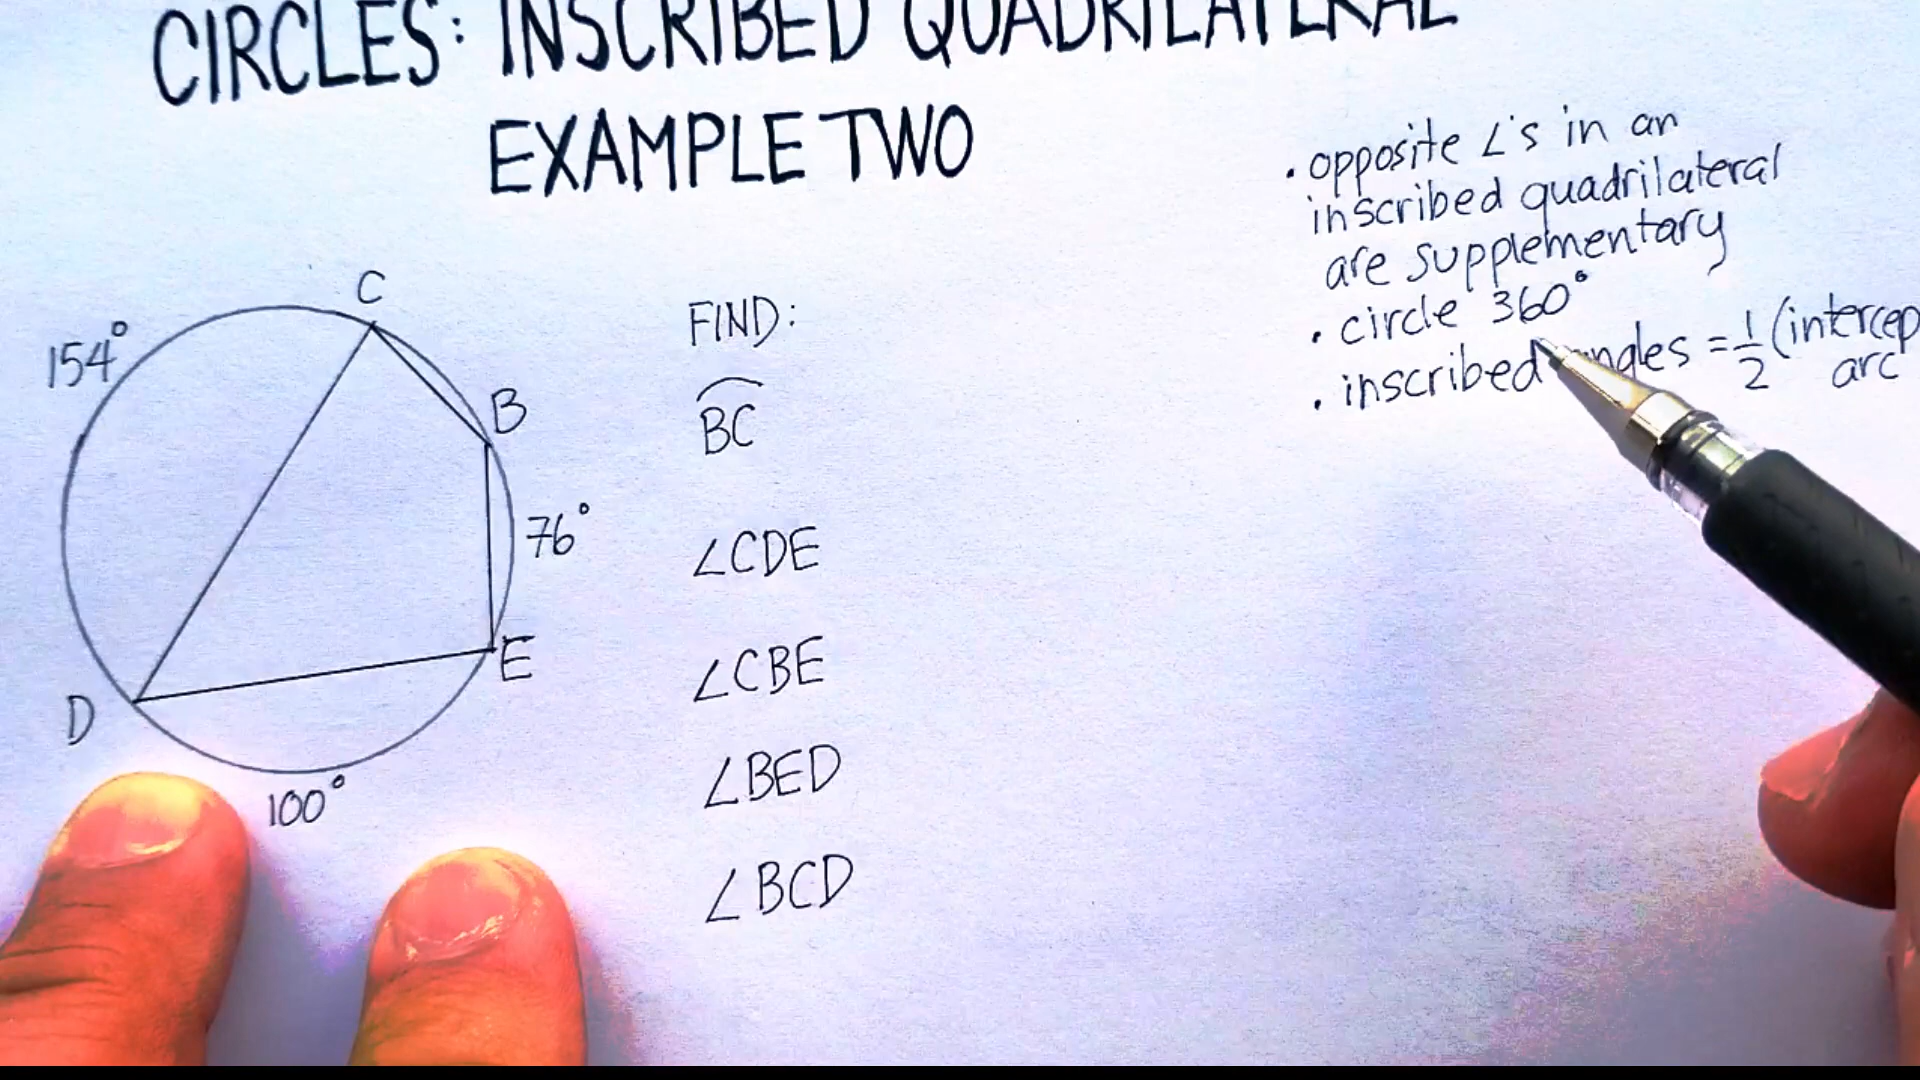 CIRCLES: INSCRIBED QUADRILATERAL
EXAMPLE TWO
• opposite ∠'s in an
inscribed quadrilateral
are supplementary
• circle 360°
• inscribed angles = 1/2 (intercep
arc
C
154°
B
76°
E
D
100°
FIND:
⌒BC
∠CDE
∠CBE
∠BED
∠BCD